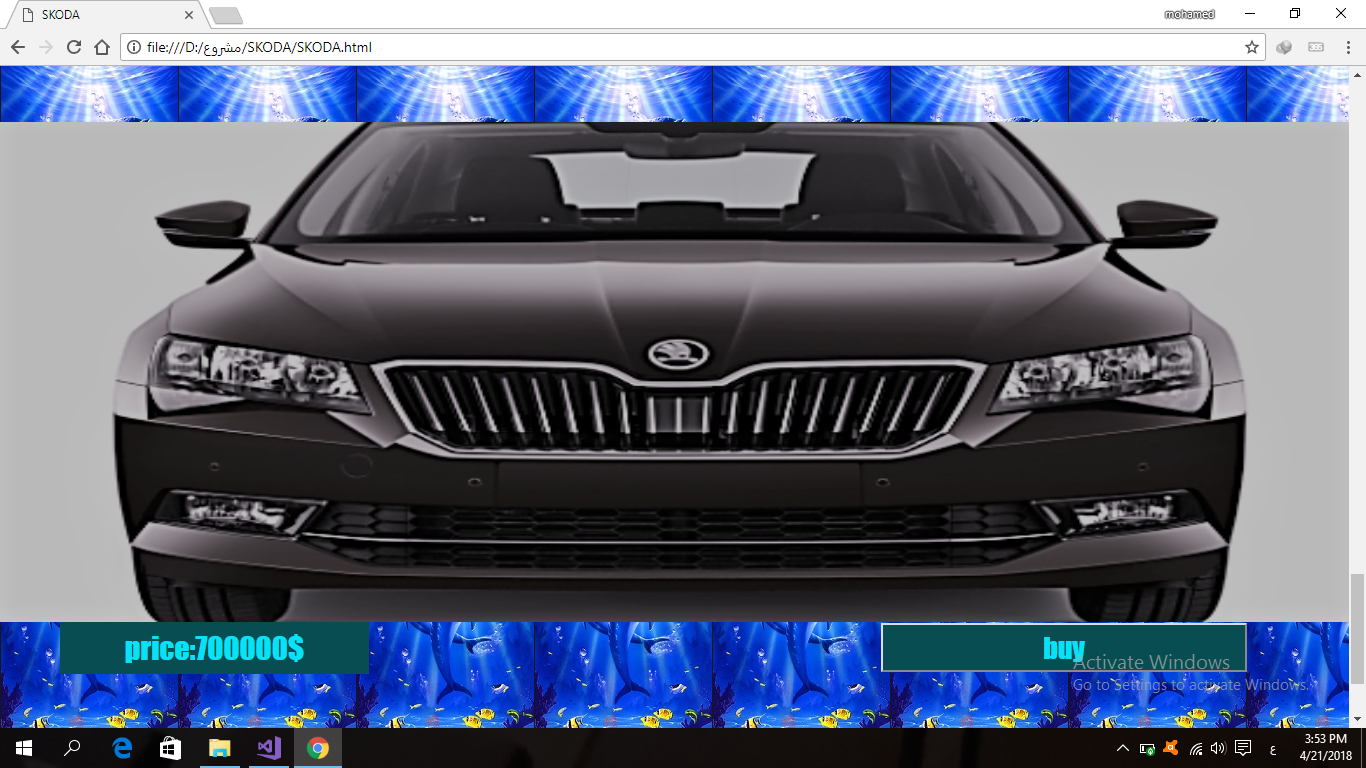 SKODA
mohamed
file:///D:/مشروع/SKODA/SKODA.html
price:700000$
buy
Activate Windows
Go to Settings to activate Windows.
ع
3:53 PM
4/21/2018